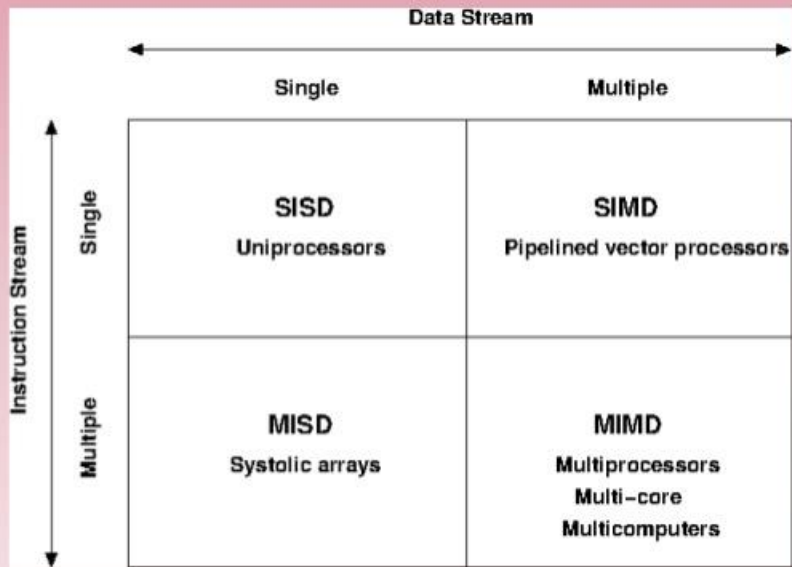 Data Stream
Single
Multiple
Instruction Stream
Single
SISD
Uniprocessors
SIMD
Pipelined vector processors
Multiple
MISD
Systolic arrays
MIMD
Multiprocessors
Multi-core
Multicomputers